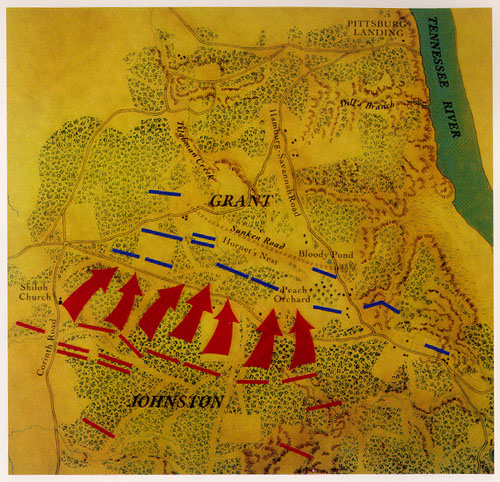 PITTSBURG
LANDING
TENNESSEE RIVER
Dill's Branch
Tilghman Creek
Hamburg-Savannah Road
GRANT
Sunken Road
Hornet's Nest
Bloody Pond
Peach
Orchard
Shiloh
Church
Corinth Road
JOHNSTON